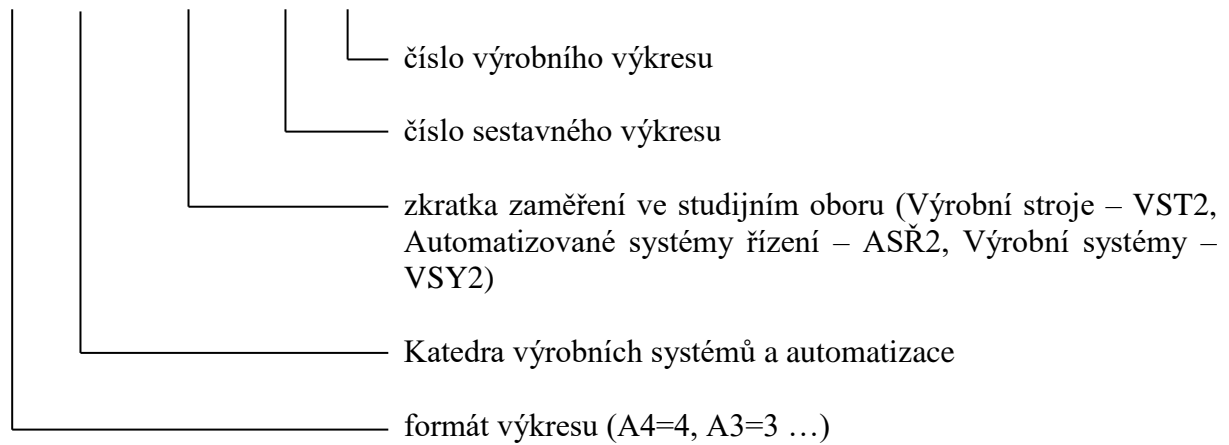 číslo výrobního výkresu
číslo sestavného výkresu
zkratka zaměření ve studijním oboru (Výrobní stroje – VST2,
Automatizované systémy řízení – ASŘ2, Výrobní systémy –
VSY2)
Katedra výrobních systémů a automatizace
formát výkresu (A4=4, A3=3 …)